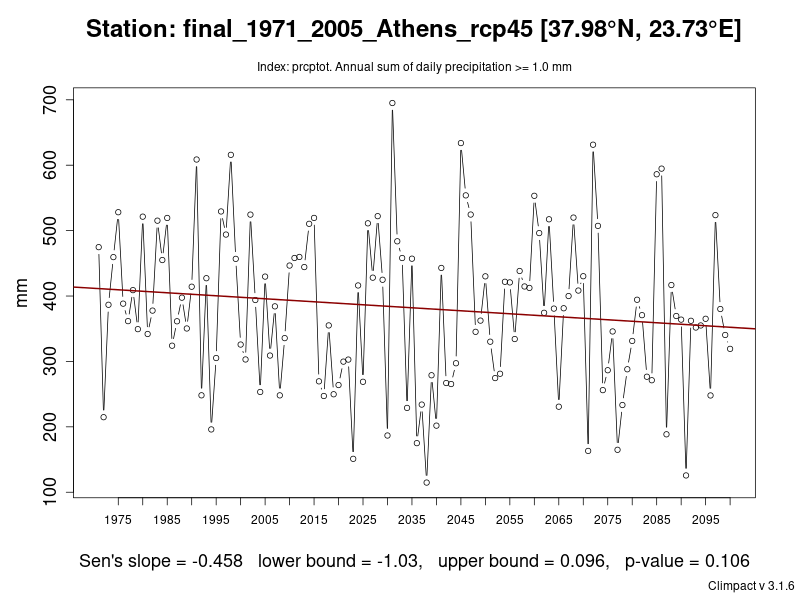 Station: final_1971_2005_Athens_rcp45 [37.98°N, 23.73°E]
Index: prcptot. Annual sum of daily precipitation >= 1.0 mm
700
600
500
400
300
200
100
mm
1975 1985 1995 2005 2015 2025 2035 2045 2055 2065 2075 2085 2095
Sen's slope = -0.458 lower bound = -1.03, upper bound = 0.096, p-value = 0.106
Climpact v 3.1.6